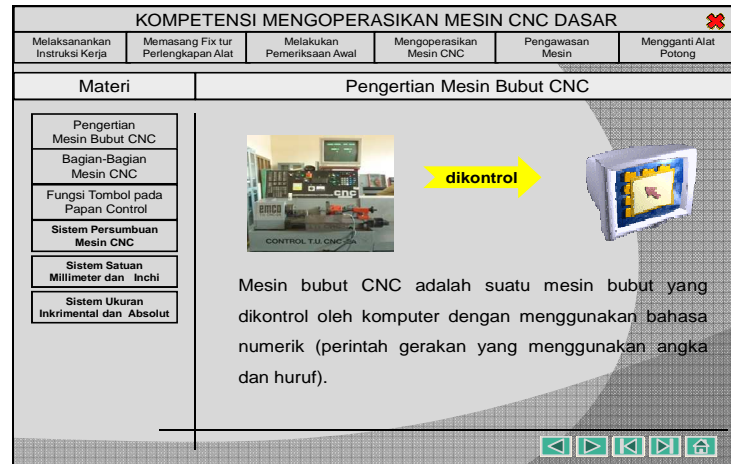 KOMPETENSI MENGOPERASIKAN MESIN CNC DASAR
Melaksanankan
Instruksi Kerja
Memasang Fix tur
Perlengkapan Alat
Melakukan
Pemeriksaan Awal
Mengoperasikan
Mesin CNC
Pengawasan
Mesin
Mengganti Alat
Potong
Materi
Pengertian Mesin Bubut CNC
Pengertian
Mesin Bubut CNC
Bagian-Bagian
Mesin CNC
Fungsi Tombol pada
Papan Control
Sistem Persumbuan
Mesin CNC
Sistem Satuan
Millimeter dan Inchi
Sistem Ukuran
Inkrimental dan Absolut
cnc
emco
CONTROL T.U. CNC
dikontrol
Mesin bubut CNC adalah suatu mesin bubut yang
dikontrol oleh komputer dengan menggunakan bahasa
numerik (perintah gerakan yang menggunakan angka
dan huruf).